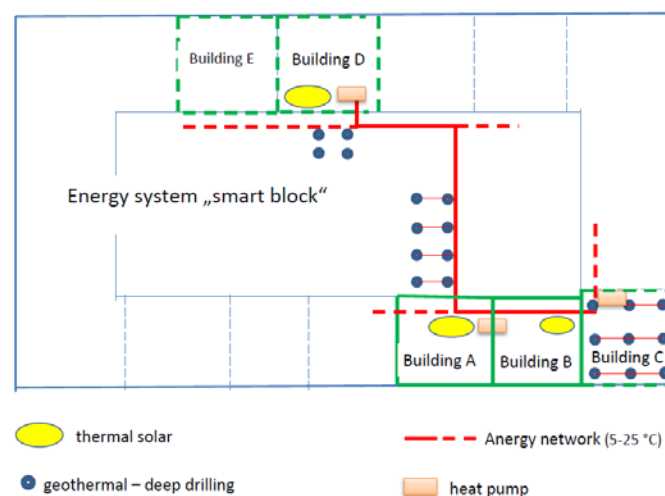 Building E
Building D
Energy system „smart block“
Building A
Building B
Building C
thermal solar
Anergy network (5-25 °C)
geothermal – deep drilling
heat pump